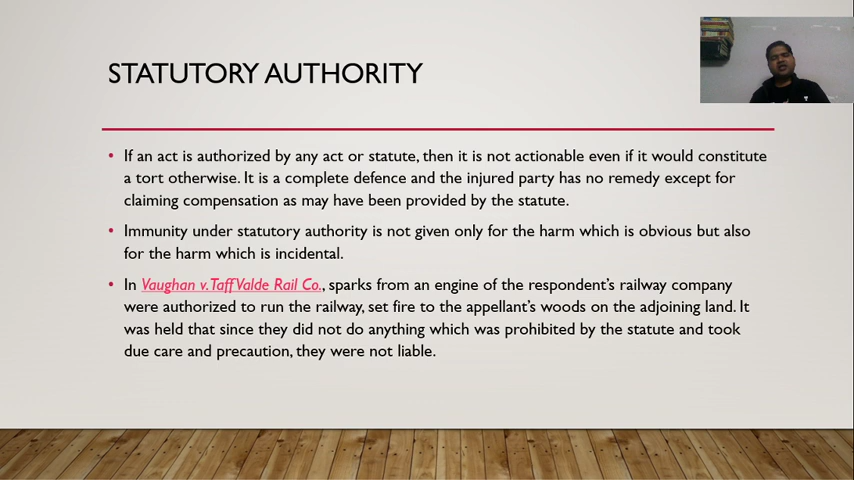 STATUTORY AUTHORITY
• If an act is authorized by any act or statute, then it is not actionable even if it would constitute
a tort otherwise. It is a complete defence and the injured party has no remedy except for
claiming compensation as may have been provided by the statute.
• Immunity under statutory authority is not given only for the harm which is obvious but also
for the harm which is incidental.
• In Vaughan v. Taff Valde Rail Co., sparks from an engine of the respondent's railway company
were authorized to run the railway, set fire to the appellant's woods on the adjoining land. It
was held that since they did not do anything which was prohibited by the statute and took
due care and precaution, they were not liable.